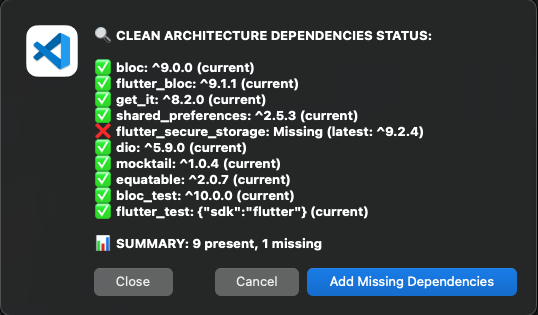 🔍 CLEAN ARCHITECTURE DEPENDENCIES STATUS:
✅ bloc: ^9.0.0 (current)
✅ flutter_bloc: ^9.1.1 (current)
✅ get_it: ^8.2.0 (current)
✅ shared_preferences: ^2.5.3 (current)
❌ flutter_secure_storage: Missing (latest: ^9.2.4)
✅ dio: ^5.9.0 (current)
✅ mocktail: ^1.0.4 (current)
✅ equatable: ^2.0.7 (current)
✅ bloc_test: ^10.0.0 (current)
✅ flutter_test: {"sdk":"flutter"} (current)
📊 SUMMARY: 9 present, 1 missing
Close
Cancel
Add Missing Dependencies